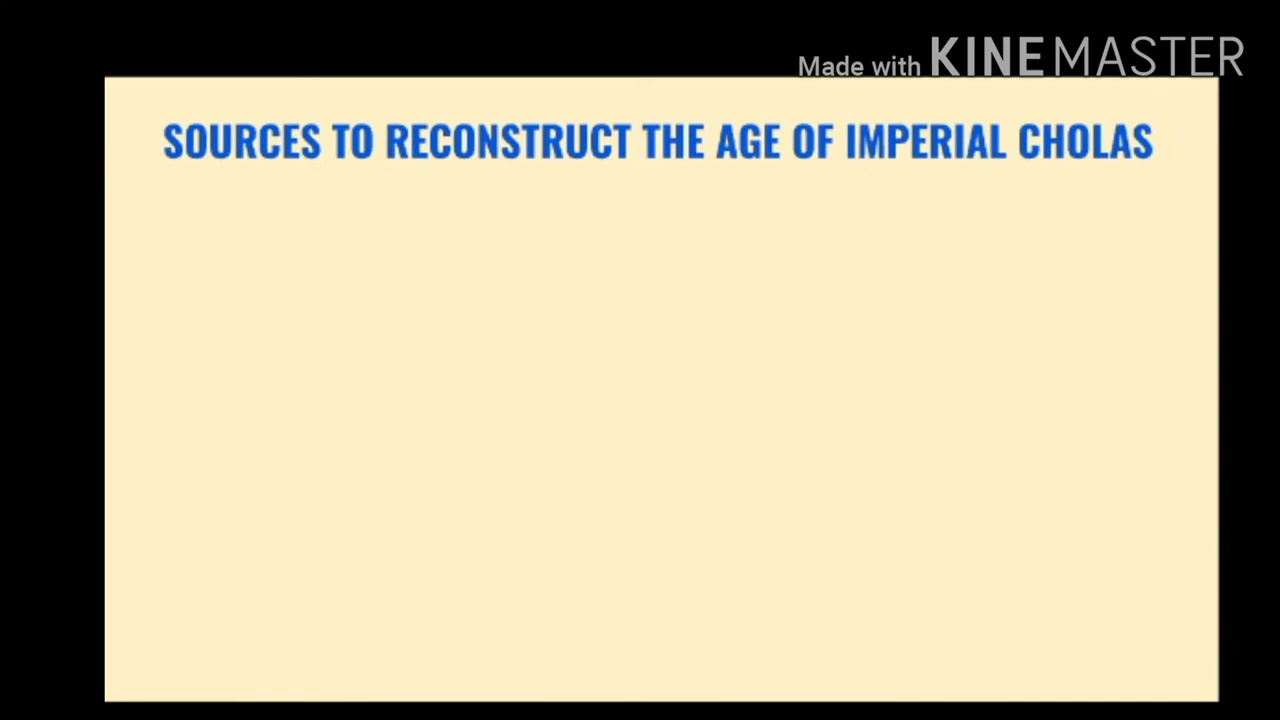 Made with KINEMASTER
SOURCES TO RECONSTRUCT THE AGE OF IMPERIAL CHOLAS